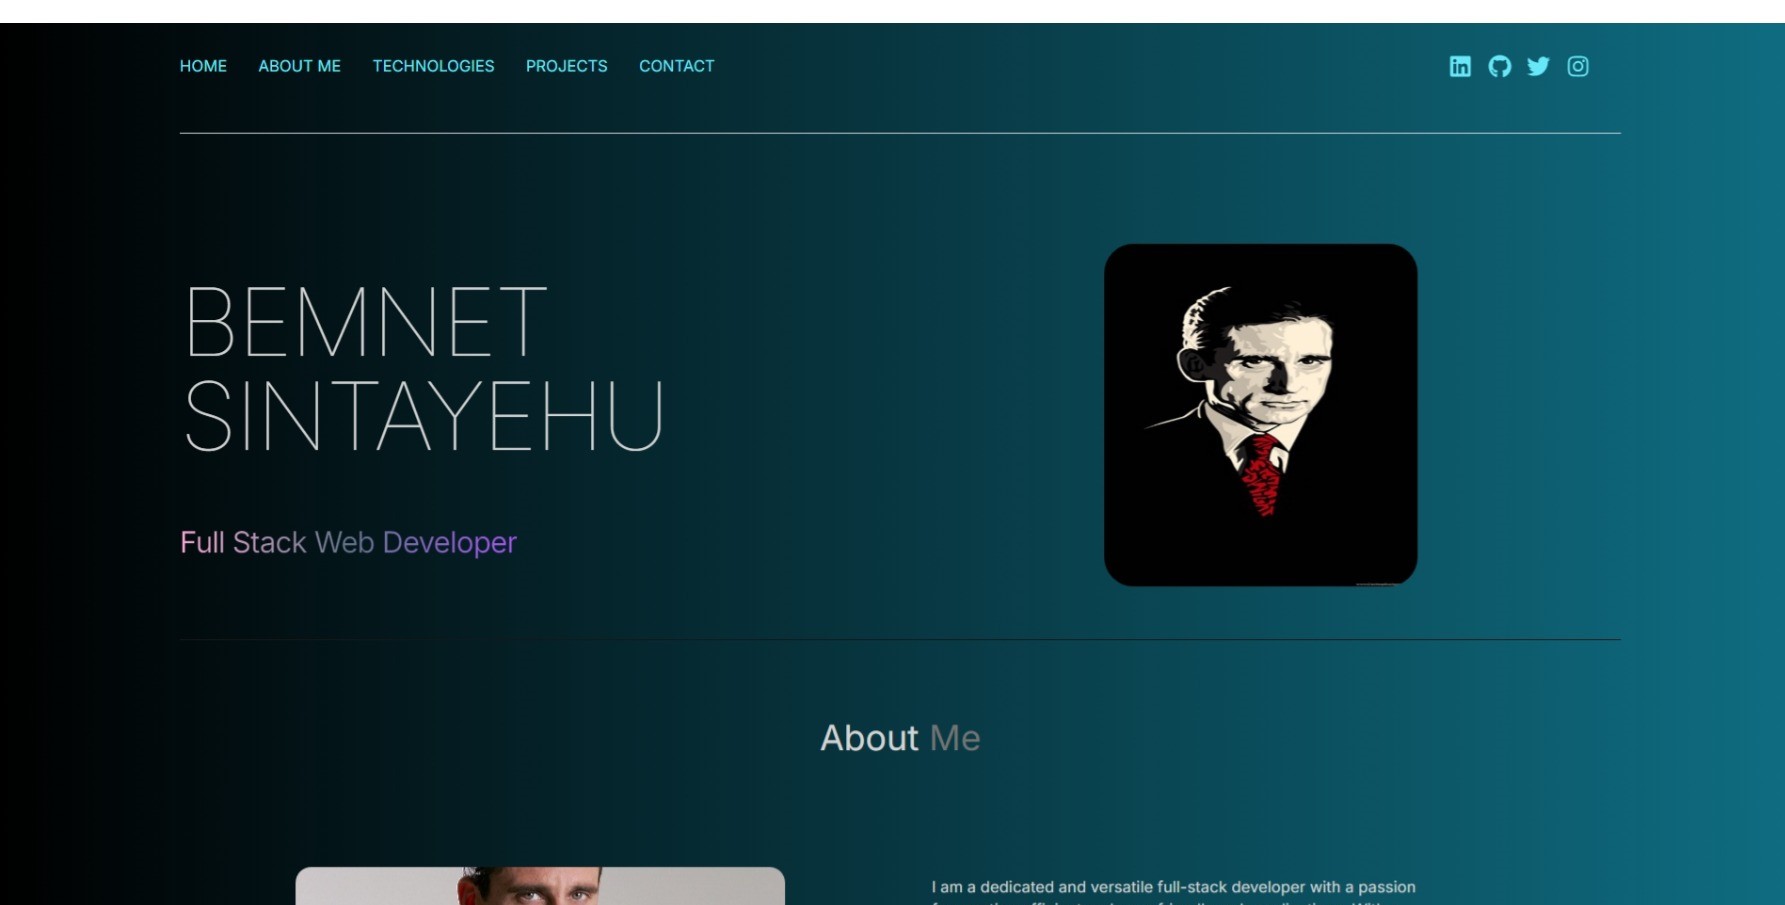 HOME ABOUT ME TECHNOLOGIES PROJECTS CONTACT
BEMNET
SINTAYEHU
Full Stack Web Developer
About Me
I am a dedicated and versatile full-stack developer with a passion